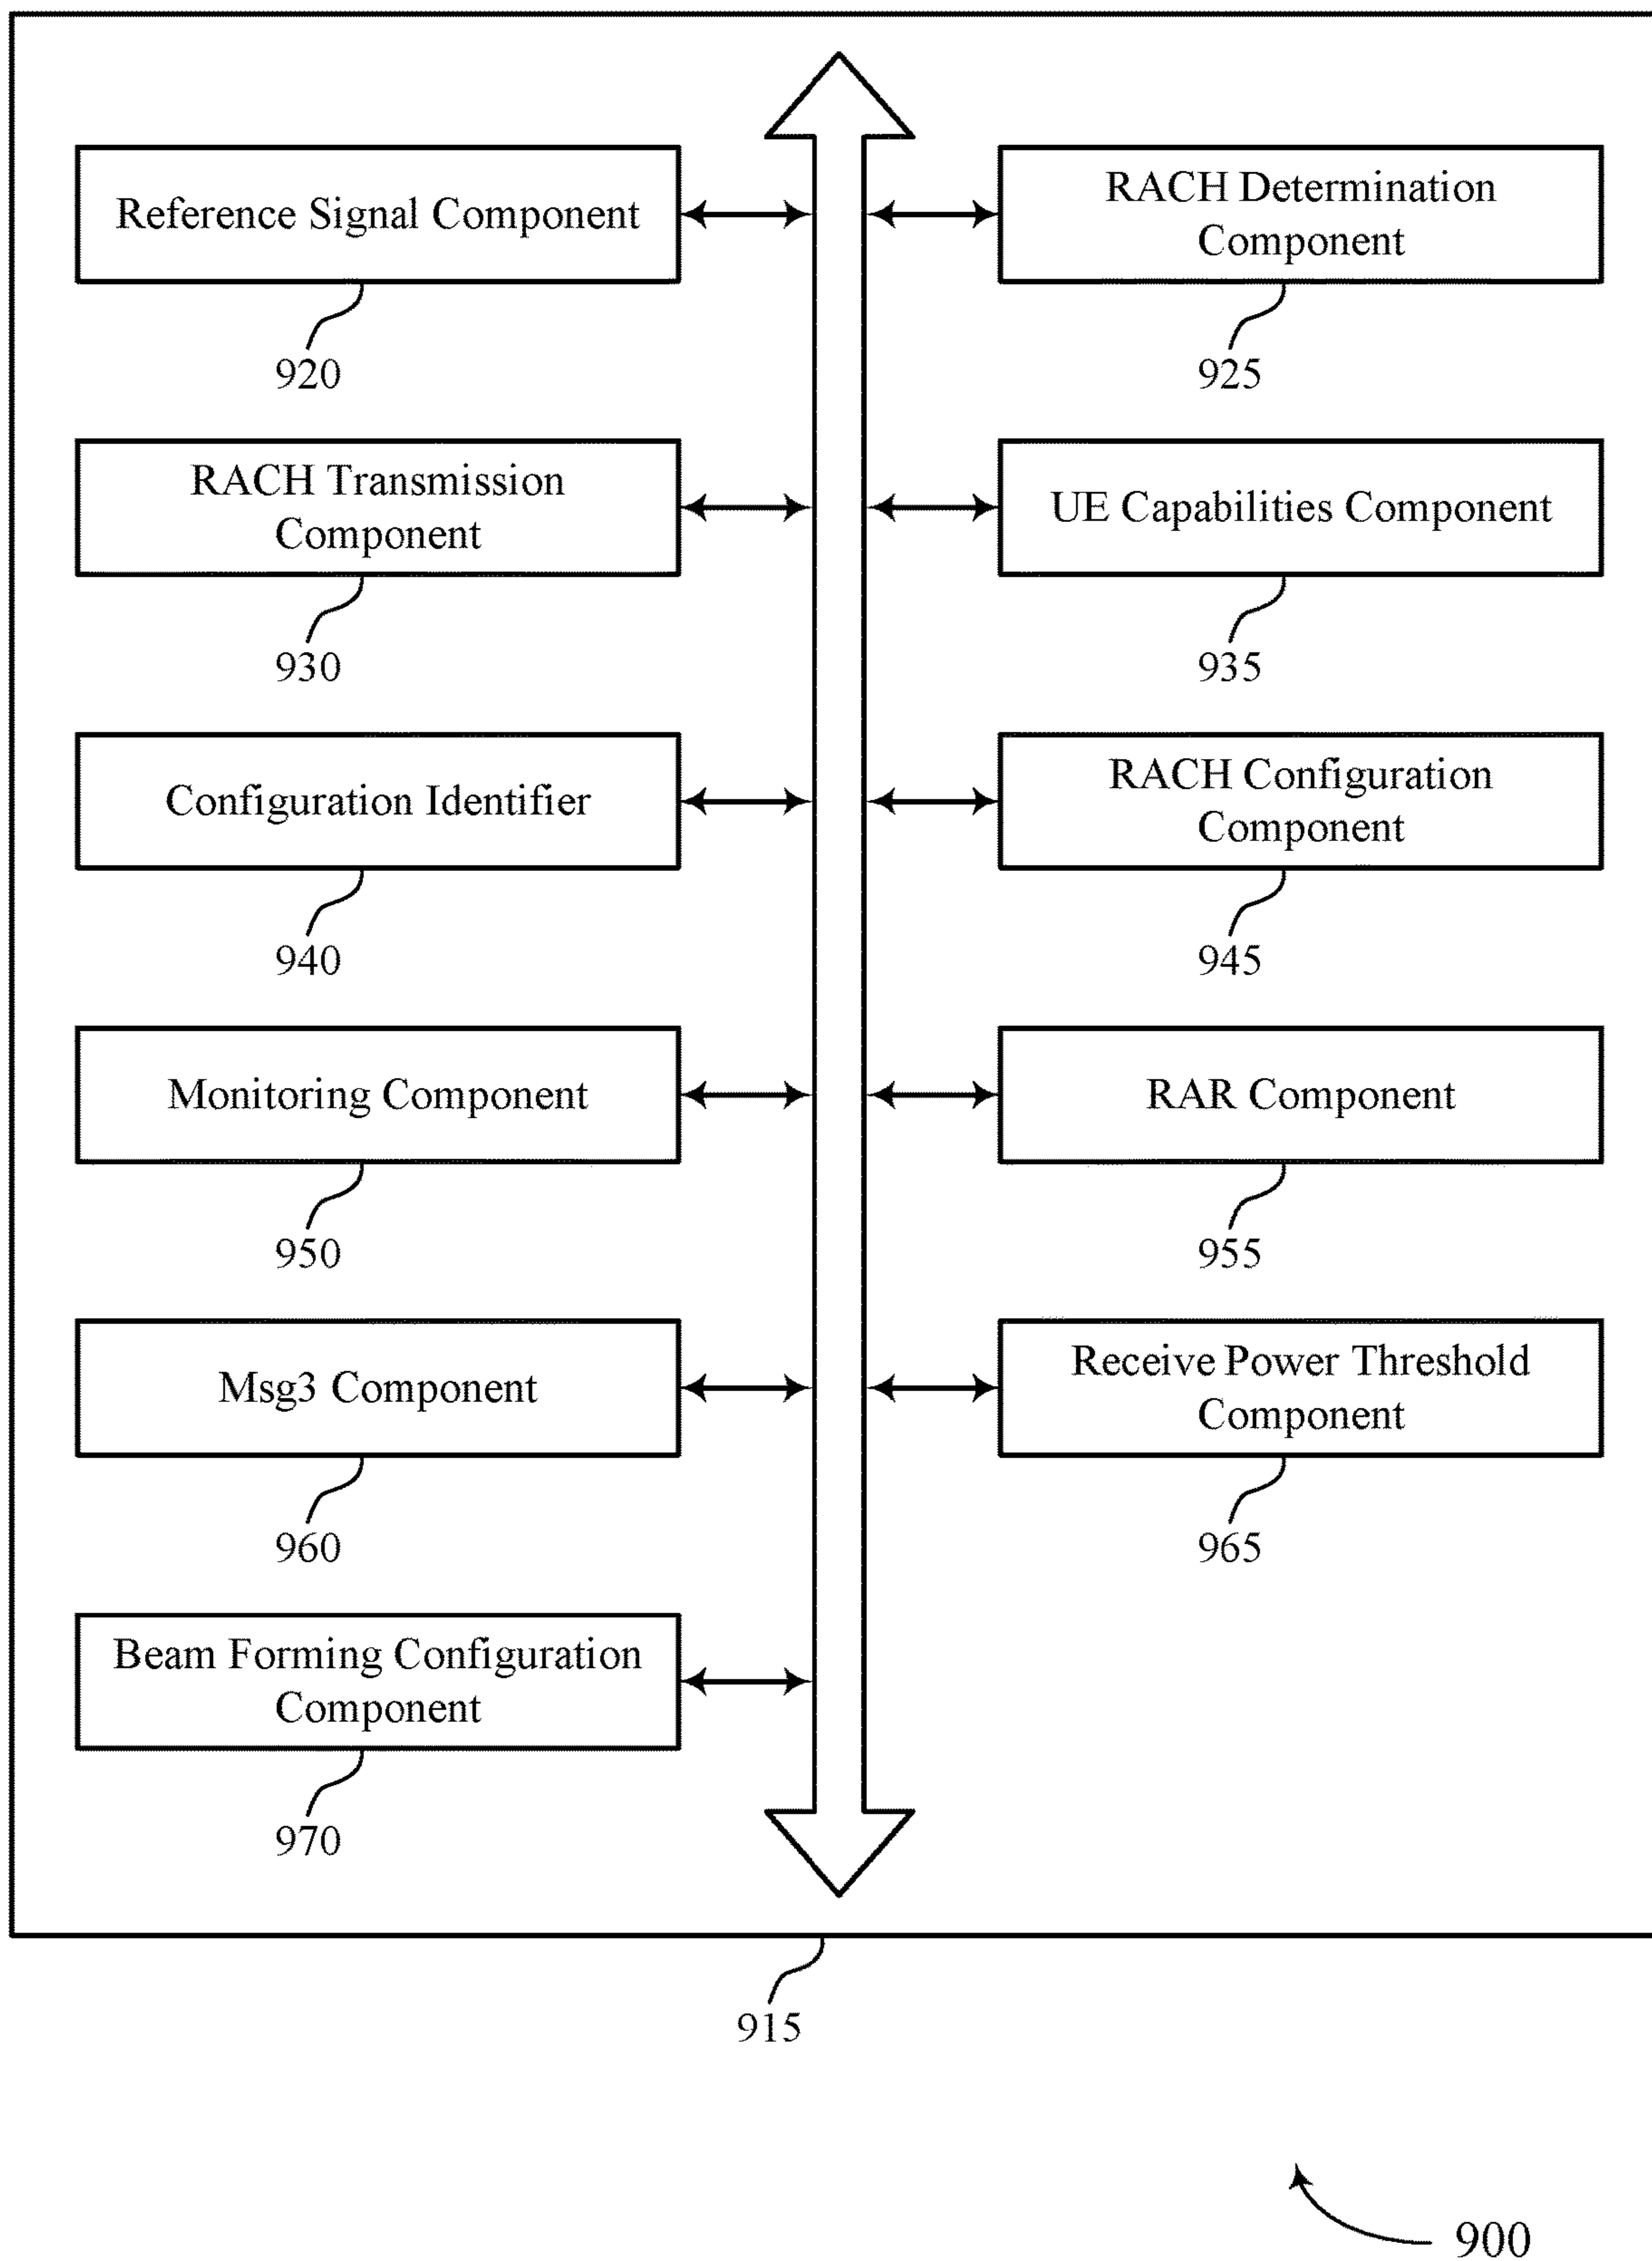 Reference Signal Component
920
RACH Determination
Component
925
RACH Transmission
Component
930
UE Capabilities Component
935
Configuration Identifier
940
RACH Configuration
Component
945
Monitoring Component
950
RAR Component
955
Msg3 Component
960
Receive Power Threshold
Component
965
Beam Forming Configuration
Component
970
915
900